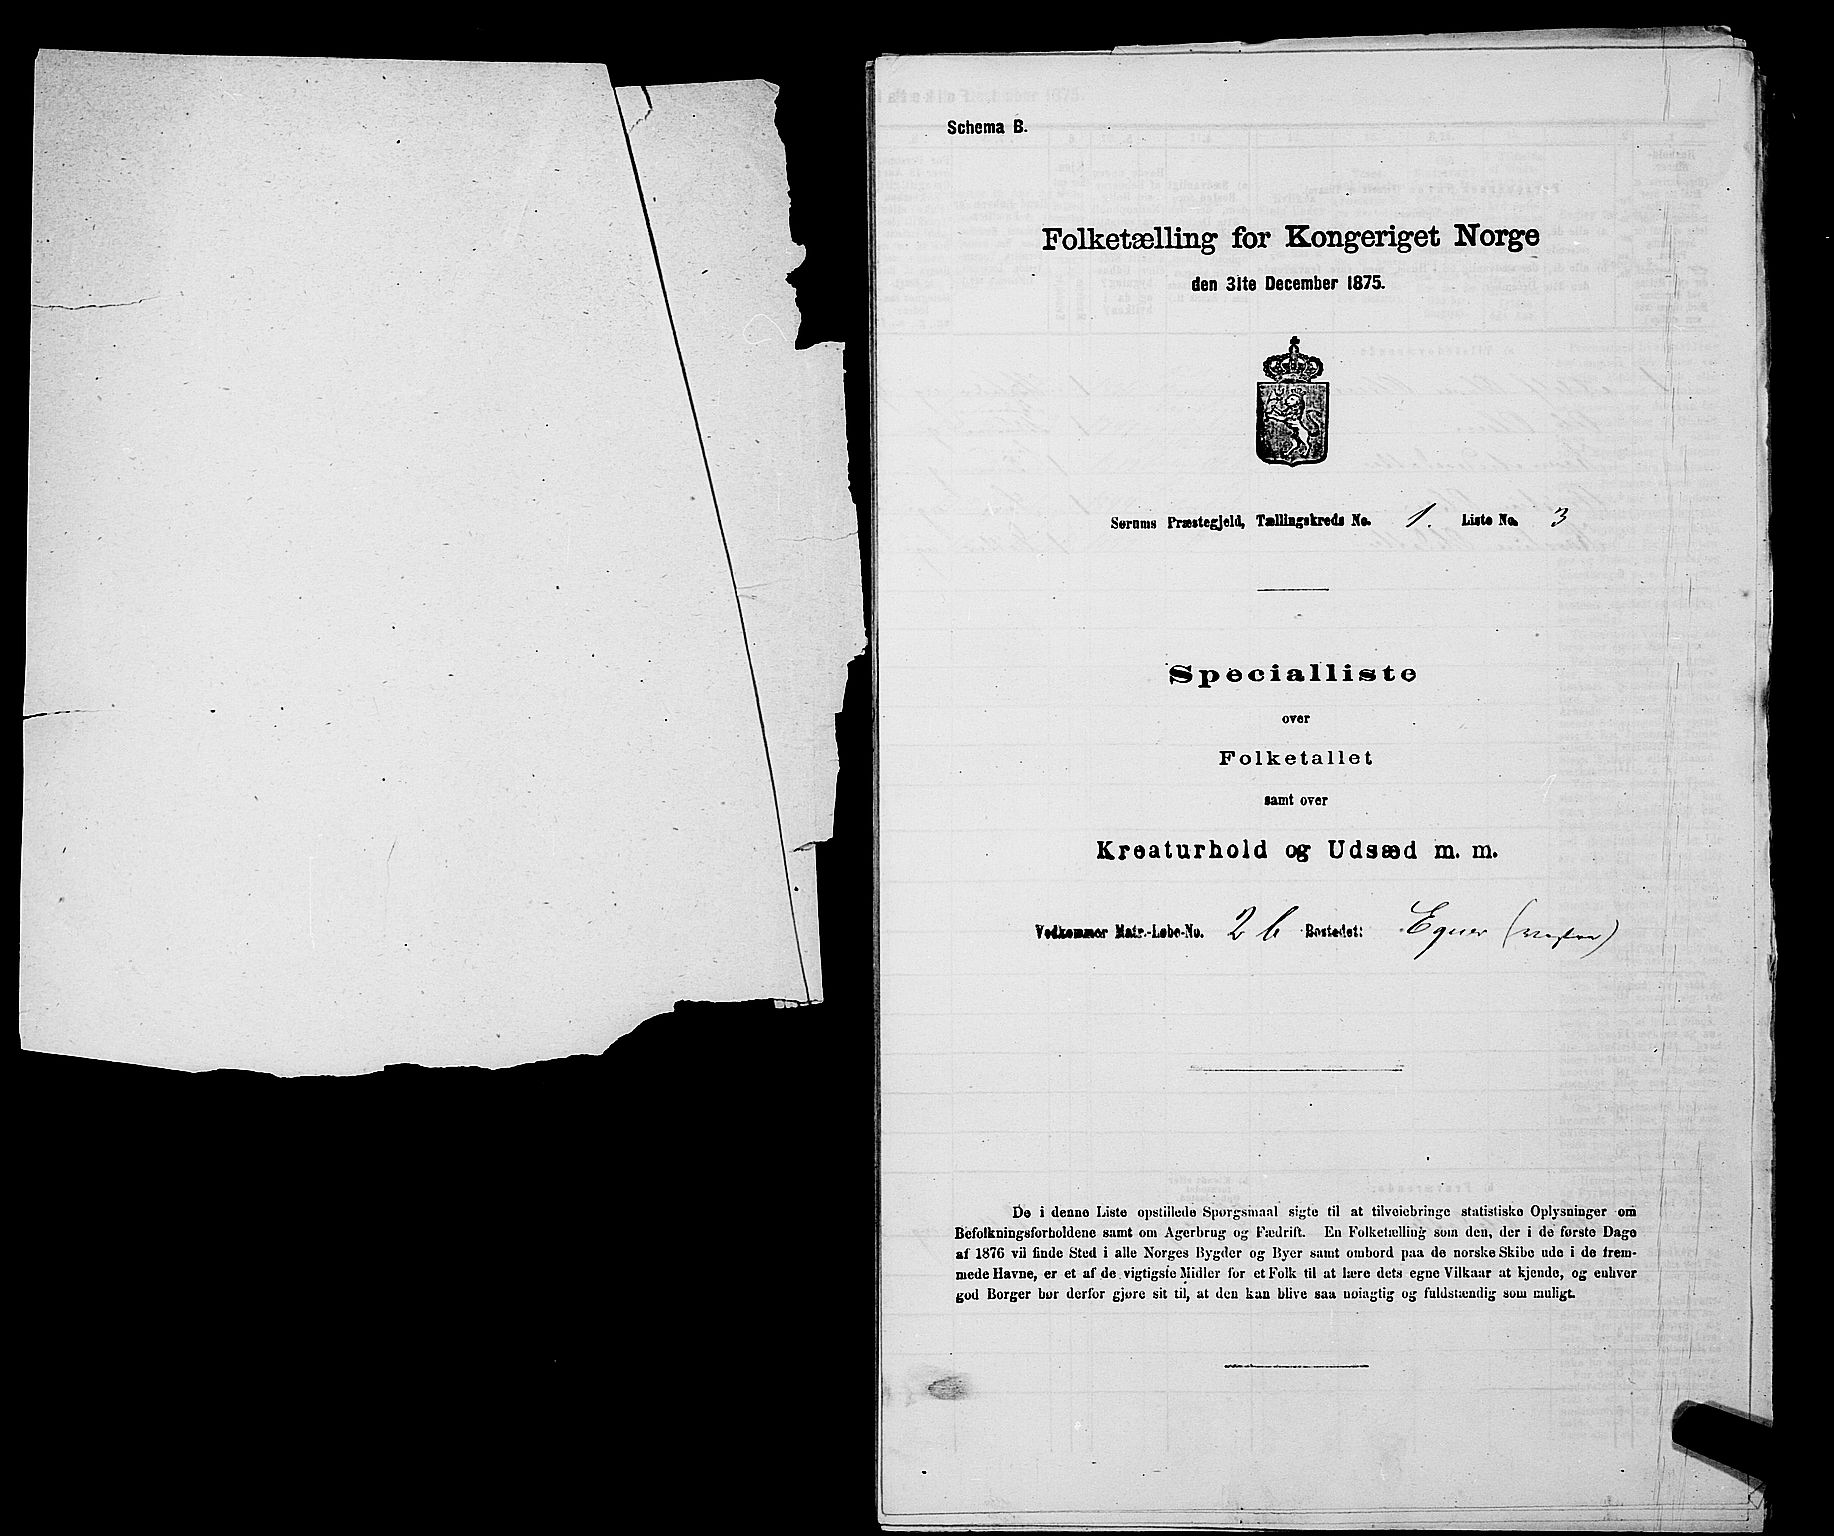 Schema B.
Folketælling for Kongeriget Norge
den 31te December 1875.
Sørums Præstegjeld, Tællingskreds No. 1. Liste No. 3
Specialliste
over
Folketallet
samt over
Kreaturhold og Udsæd m. m.
Vedkommer Matr.-Løbe-No. 2 b Bostedet: Egner (vestre)
De i denne Liste opstillede Spørgsmaal sigte til at tilveiebringe statistiske Oplysninger om
Befolkningsforholdene samt om Agerbrug og Fædrift. En Folketælling som den, der i de første Dage
af 1876 vil finde Sted i alle Norges Bygder og Byer samt ombord paa de norske Skibe ude i de frem-
mede Havne, er et af de vigtigste Midler for et Folk til at lære dets egne Vilkaar at kjende, og enhver
god Borger bør derfor gjøre sit til, at den kan blive saa nøiagtig og fuldstændig som muligt.